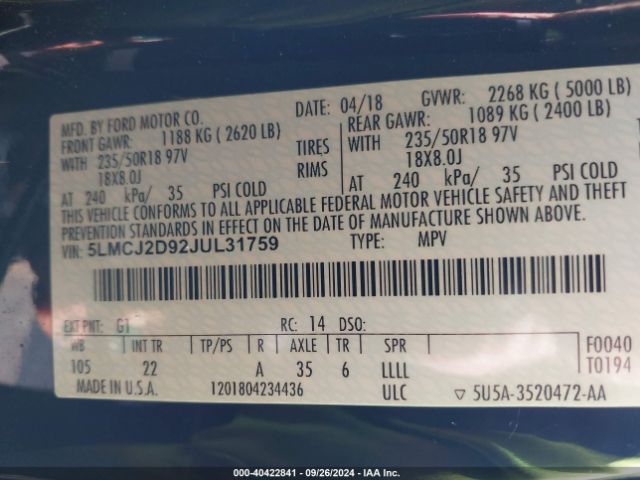 MFD. BY FORD MOTOR CO.
DATE: 04/18 GVWR: 2268 KG ( 5000 LB)
FRONT GAWR: 1188 KG ( 2620 LB)
REAR GAWR: 1089 KG ( 2400 LB)
WITH 235/50R18 97V TIRES WITH 235/50R18 97V
18X8.0J RIMS 18X8.0J
AT 240 kPa/ 35 PSI COLD AT 240 kPa/ 35 PSI COLD
THIS VEHICLE CONFORMS TO ALL APPLICABLE FEDERAL MOTOR VEHICLE SAFETY AND THEFT
PREVENTION STANDARDS IN EFFECT ON THE DATE OF MANUFACTURE SHOWN ABOVE.
VIN: 5LMCJ2D92JUL31759 TYPE: MPV
EXT PNT: G1 RC: 14 DSO: F0040
WB INT TR TP/PS R AXLE TR SPR T0194
105 22 A 35 6 LLLL
MADE IN U.S.A. 1201804234436 ULC ▽ 5U5A-3520472-AA
000-40422841 - 09/26/2024 - IAA Inc.